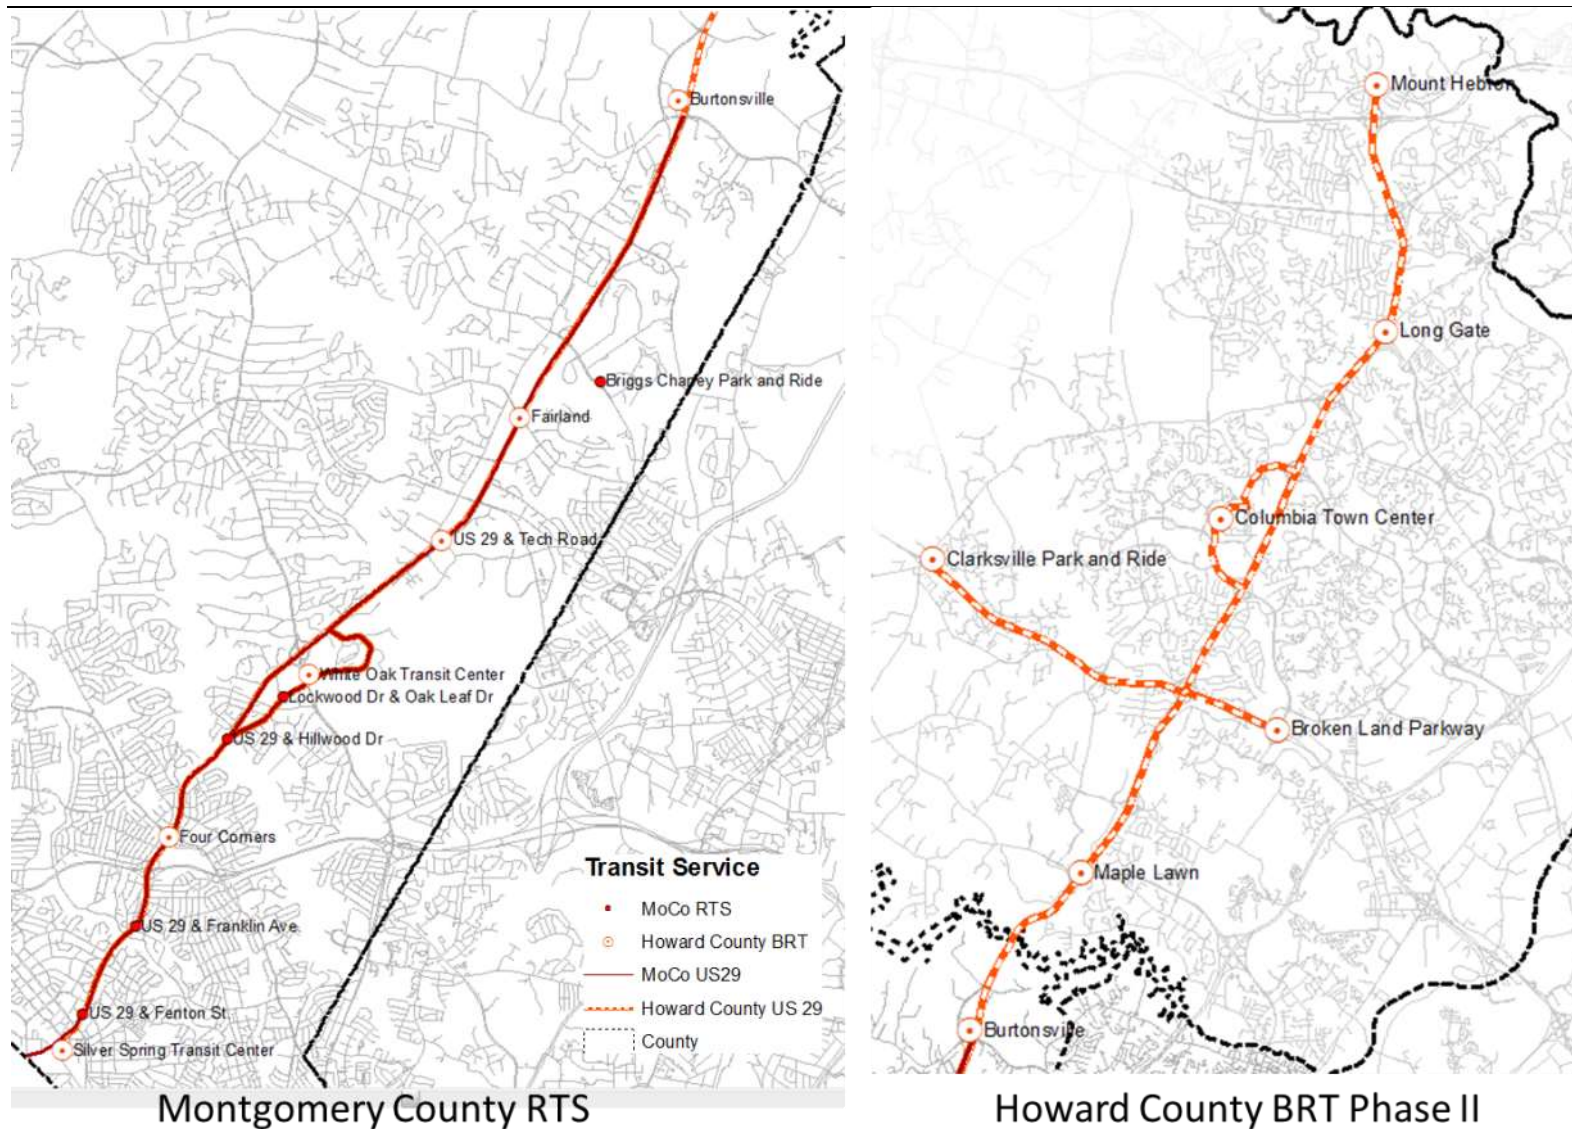 Burtonsville
Briggs Chaney Park and Ride
Fairland
US 29 & Tech Road
White Oak Transit Center
Lockwood Dr & Oak Leaf Dr
US 29 & Hillwood Dr
Four Corners
US 29 & Franklin Ave
US 29 & Fenton St
Silver Spring Transit Center
Transit Service
MoCo RTS
Howard County BRT
MoCo US29
Howard County US 29
County
Montgomery County RTS
Mount Hebron
Long Gate
Columbia Town Center
Clarksville Park and Ride
Broken Land Parkway
Maple Lawn
Burtonsville
Howard County BRT Phase II